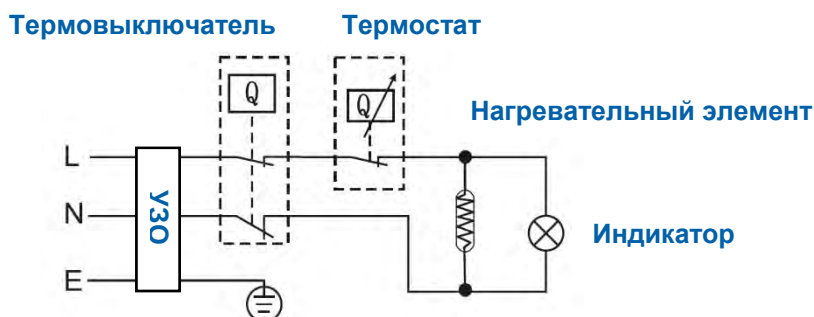 Термовыключатель Термостат
Q
Q
Нагревательный элемент
L
УЗО
N
Индикатор
E